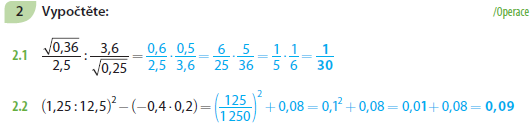 2 Vypočtěte: /Operace
2.1 √0,36/2,5 : 3,6/√0,25 = 0,6/2,5 · 0,5/3,6 = 6/25 · 5/36 = 1/5 · 1/6 = 1/30
2.2 (1,25 : 12,5)² – (–0,4 · 0,2) = (125/1 250)² + 0,08 = 0,1² + 0,08 = 0,01 + 0,08 = 0,09